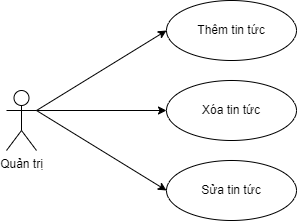 Thêm tin tức
Xóa tin tức
Quản trị
Sửa tin tức